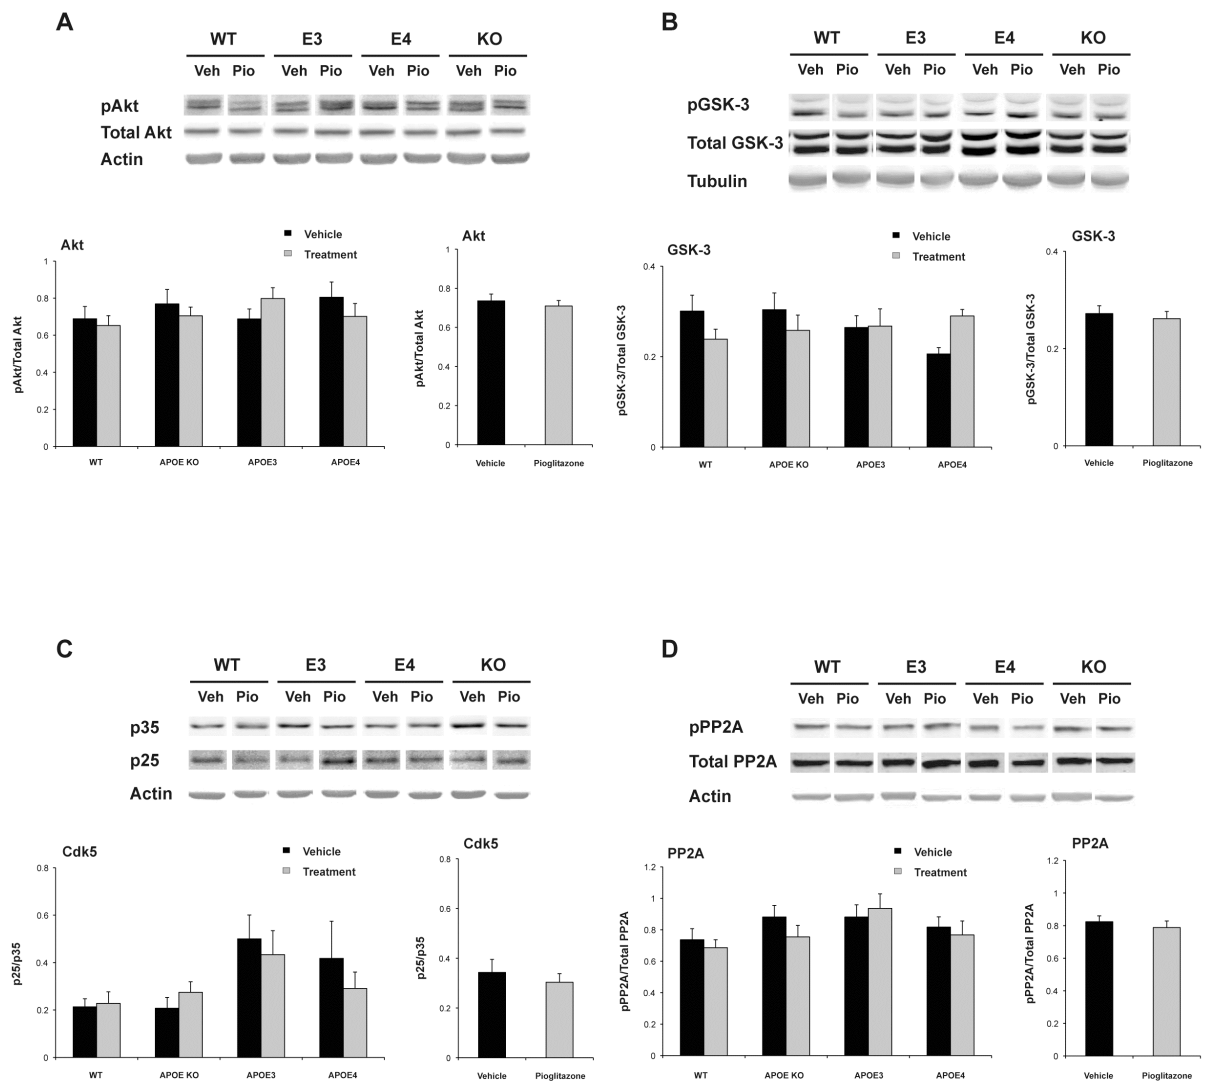 A
WT E3 E4 KO
Veh Pio Veh Pio Veh Pio Veh Pio
pAkt
Total Akt
Actin
Akt
Vehicle
Treatment
pAkt/Total Akt
1
0.8
0.6
0.4
0.2
0
WT APOE KO APOE3 APOE4
Akt
pAkt/Total Akt
1
0.8
0.6
0.4
0.2
0
Vehicle Pioglitazone
B
WT E3 E4 KO
Veh Pio Veh Pio Veh Pio Veh Pio
pGSK-3
Total GSK-3
Tubulin
GSK-3
Vehicle
Treatment
pGSK-3/Total GSK-3
0.4
0.2
0
WT APOE KO APOE3 APOE4
GSK-3
pGSK-3/Total GSK-3
0.4
0.2
0
Vehicle Pioglitazone
C
WT E3 E4 KO
Veh Pio Veh Pio Veh Pio Veh Pio
p35
p25
Actin
Cdk5
Vehicle
Treatment
p25/p35
0.8
0.6
0.4
0.2
0
WT APOE KO APOE3 APOE4
Cdk5
p25/p35
0.8
0.6
0.4
0.2
0
Vehicle Pioglitazone
D
WT E3 E4 KO
Veh Pio Veh Pio Veh Pio Veh Pio
pPP2A
Total PP2A
Actin
PP2A
Vehicle
Treatment
pPP2A/Total PP2A
1.2
1
0.8
0.6
0.4
0.2
0
WT APOE KO APOE3 APOE4
PP2A
pPP2A/Total PP2A
1.2
1
0.8
0.6
0.4
0.2
0
Vehicle Pioglitazone